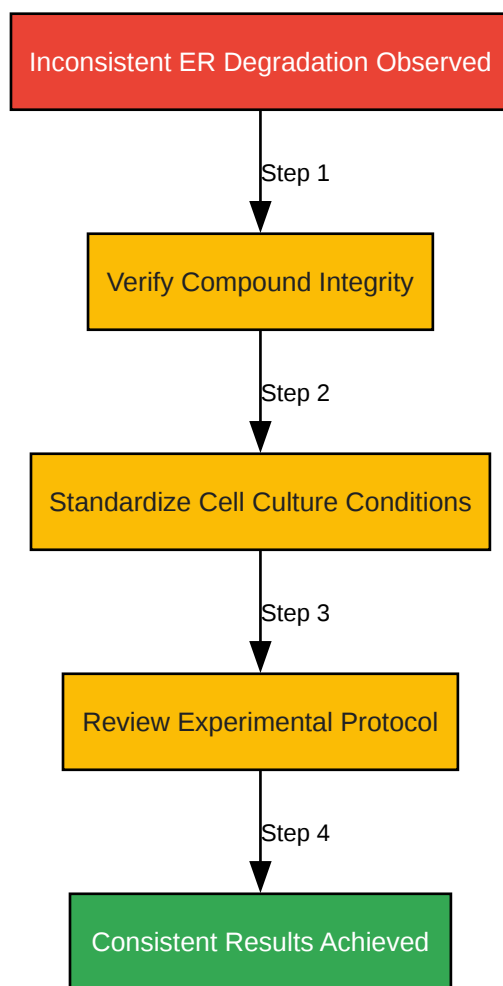 Inconsistent ER Degradation Observed
Step 1
Verify Compound Integrity
Step 2
Standardize Cell Culture Conditions
Step 3
Review Experimental Protocol
Step 4
Consistent Results Achieved